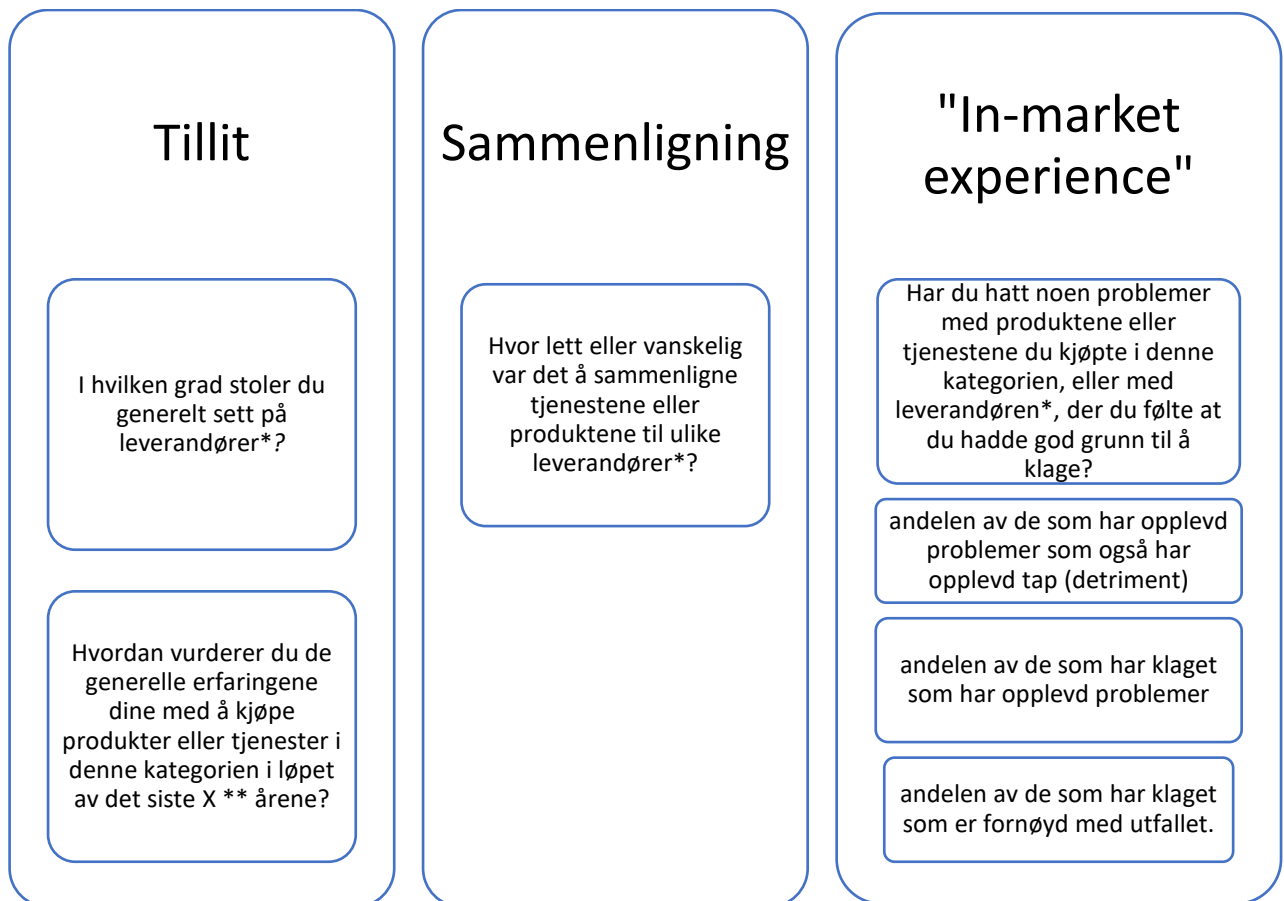 Tillit
I hvilken grad stoler du
generelt sett på
leverandører*?
Hvordan vurderer du de
generelle erfaringene
dine med å kjøpe
produkter eller tjenester i
denne kategorien i løpet
av det siste X ** årene?
Sammenligning
Hvor lett eller vanskelig
var det å sammenligne
tjenestene eller
produktene til ulike
leverandører*?
"In-market
experience"
Har du hatt noen problemer
med produktene eller
tjenestene du kjøpte i denne
kategorien, eller med
leverandøren*, der du følte at
du hadde god grunn til å
klage?
andelen av de som har opplevd
problemer som også har
opplevd tap (detriment)
andelen av de som har klaget
som har opplevd problemer
andelen av de som har klaget
som er fornøyd med utfallet.